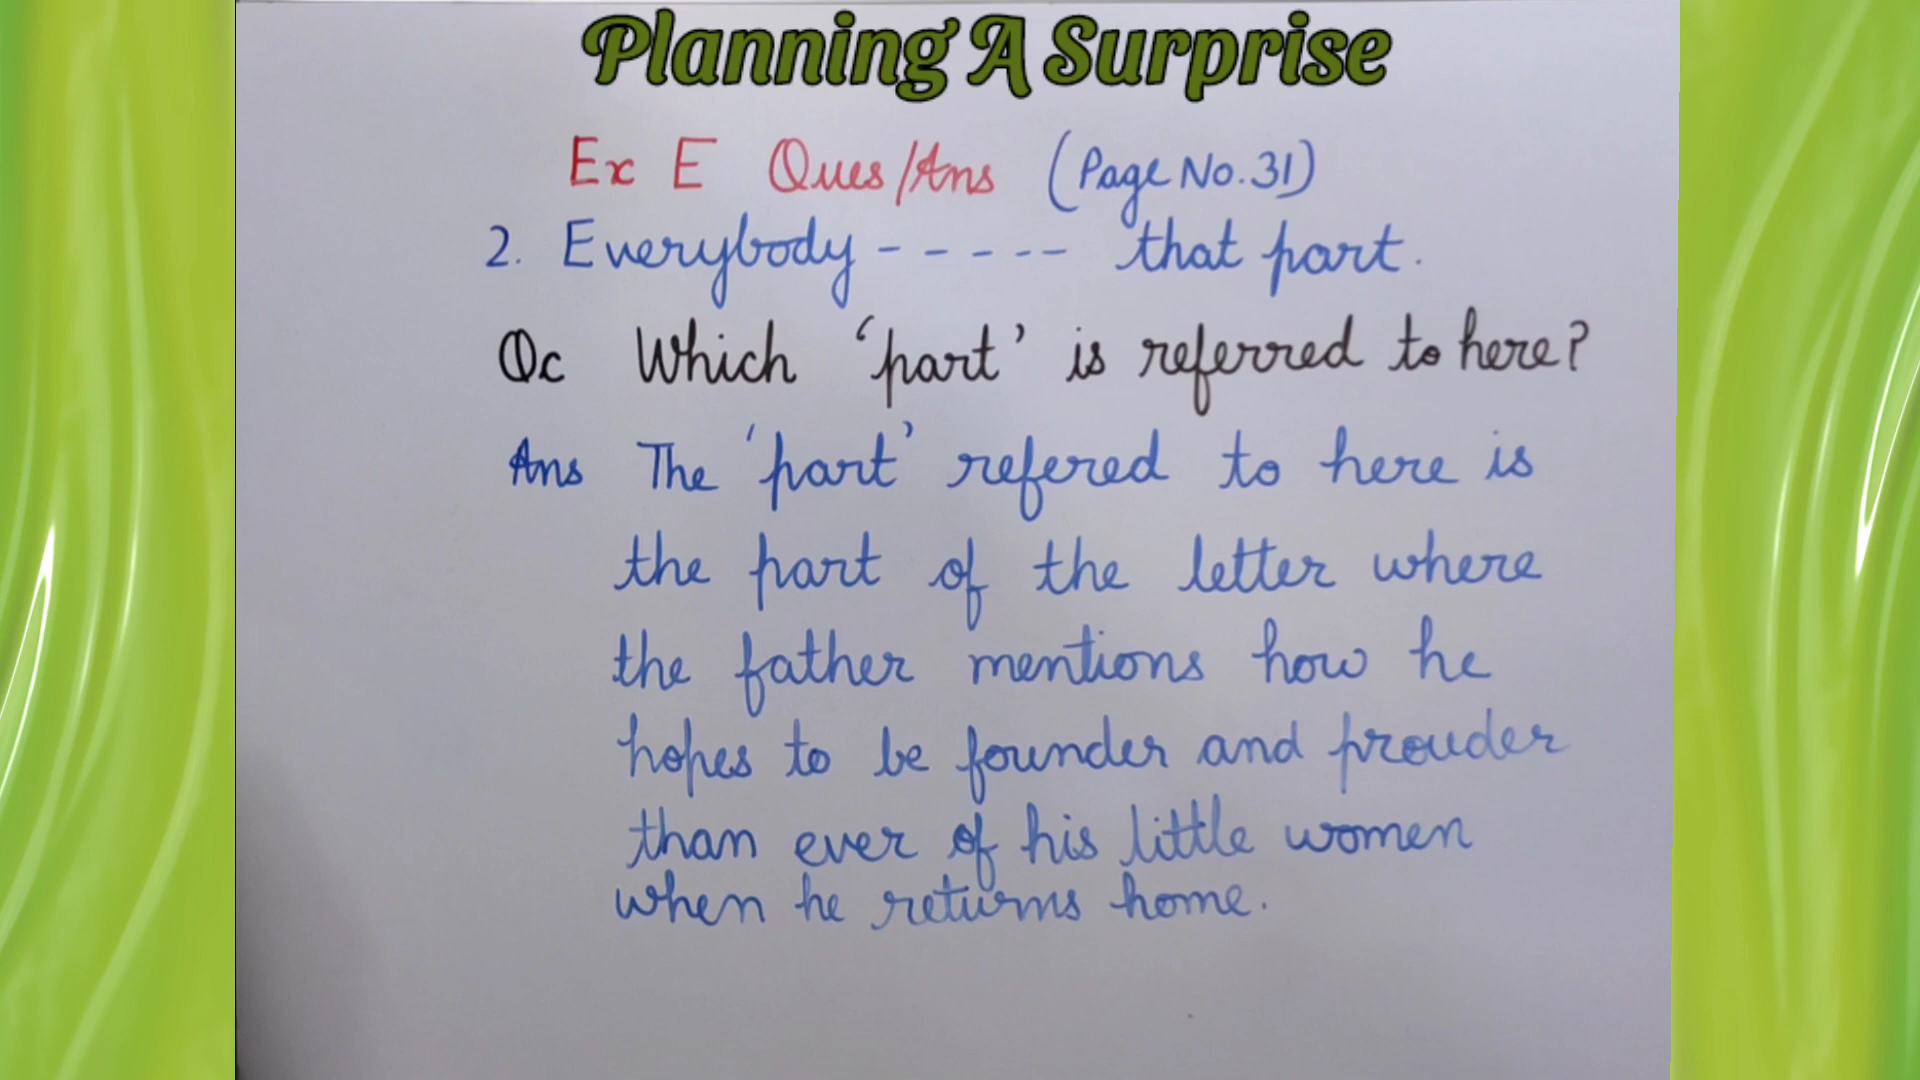 Planning A Surprise
Ex E Ques/Ans (Page No.31)
2. Everybody - - - - -- that part.
Qc Which 'part' is referred to here?
Ans The 'part' refered to here is
the part of the letter where
the father mentions how he
hopes to be founder and prouder
than ever of his little women
when he returns home.